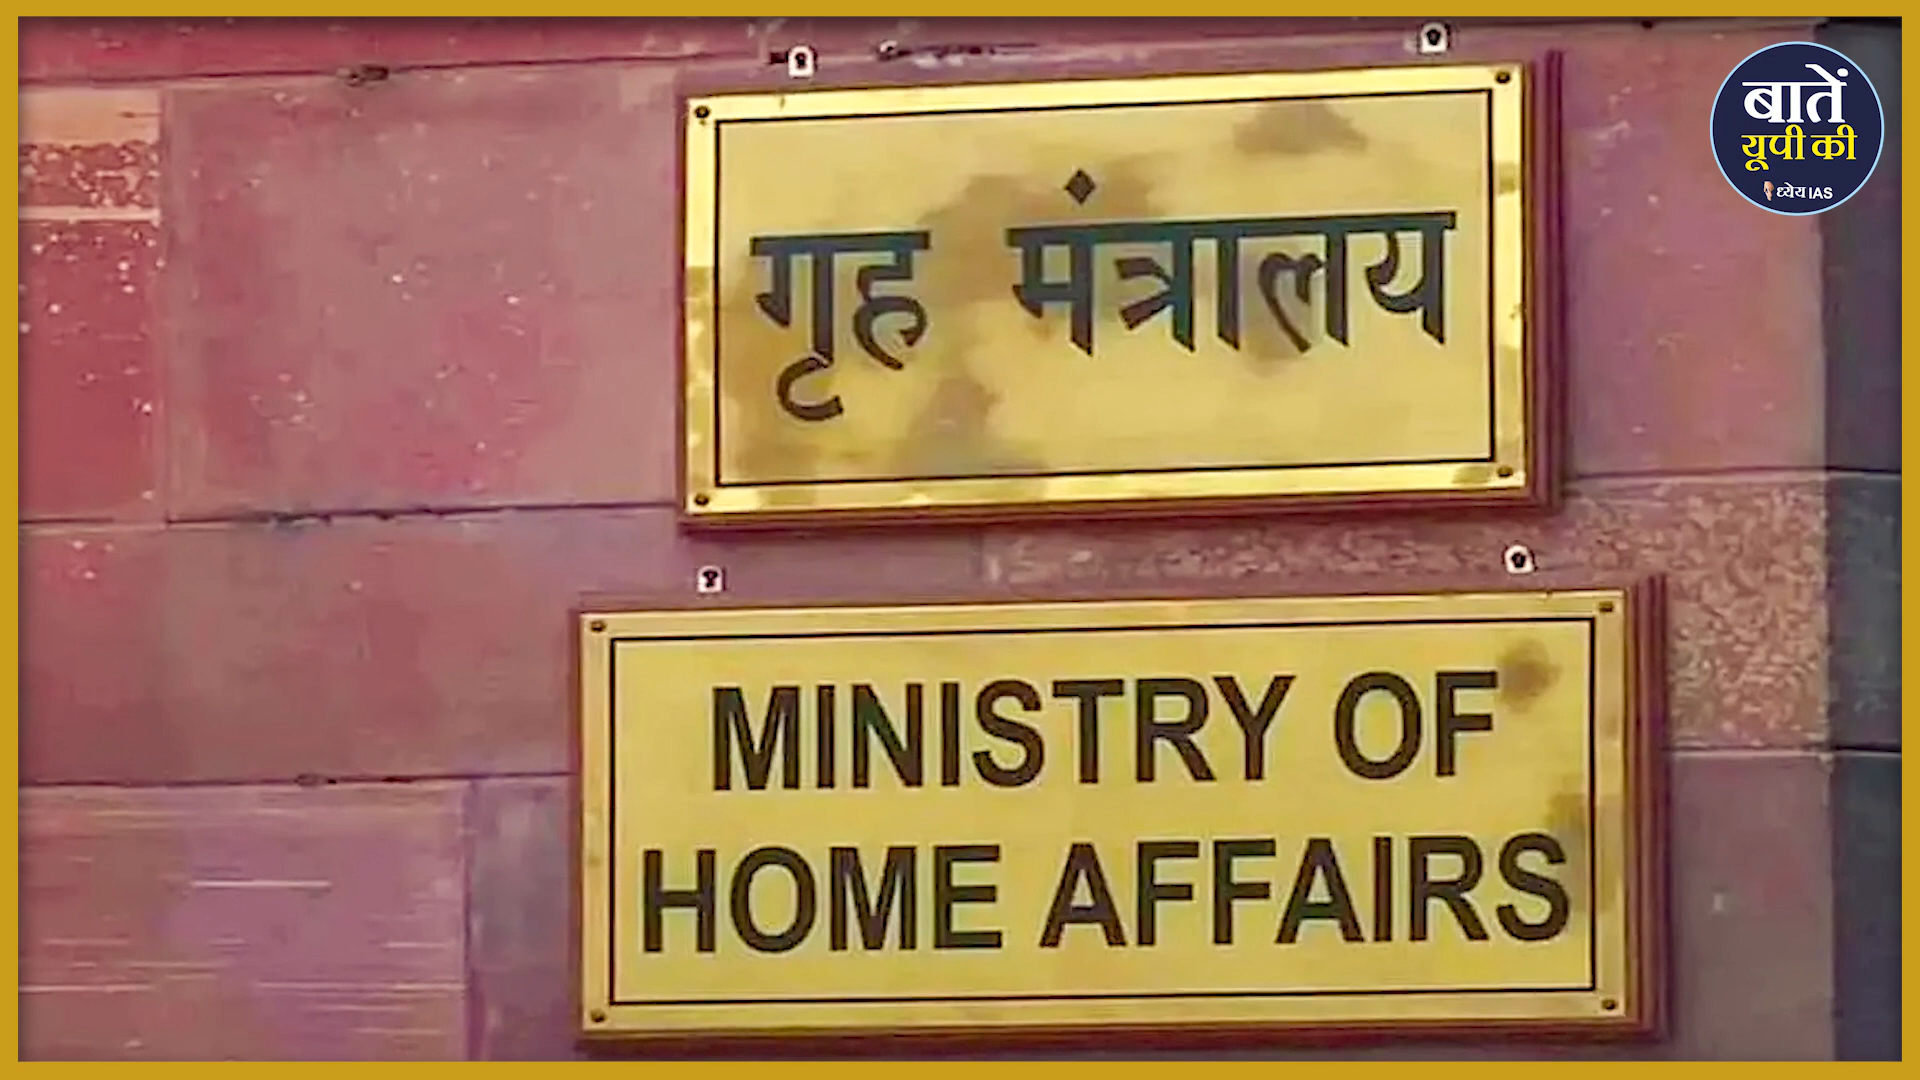 बातें
यूपी की
ध्येय IAS
गृह मंत्रालय
MINISTRY OF
HOME AFFAIRS